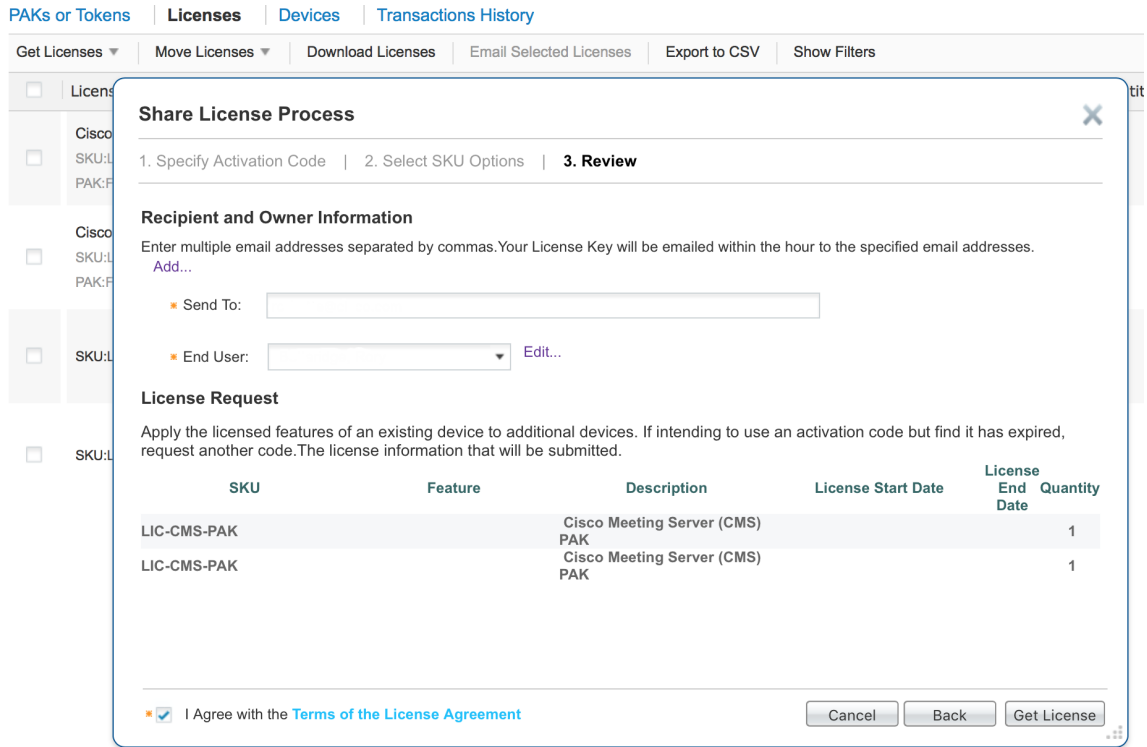 PAKs or Tokens | Licenses | Devices | Transactions History
Get Licenses Move Licenses Download Licenses Email Selected Licenses Export to CSV Show Filters
Share License Process
1. Specify Activation Code | 2. Select SKU Options | 3. Review
Cisco
SKU:L
PAK:F
Recipient and Owner Information
Cisco
Enter multiple email addresses separated by commas.Your License Key will be emailed within the hour to the specified email addresses.
SKU:L
Add...
PAK:F
* Send To:
SKU:L
* End User: Edit...
License Request
Apply the licensed features of an existing device to additional devices. If intending to use an activation code but find it has expired,
request another code.The license information that will be submitted.
SKU:L
SKU Feature Description License Start Date License End Date Quantity
LIC-CMS-PAK Cisco Meeting Server (CMS) PAK 1
LIC-CMS-PAK Cisco Meeting Server (CMS) PAK 1
* I Agree with the Terms of the License Agreement
Cancel Back Get License